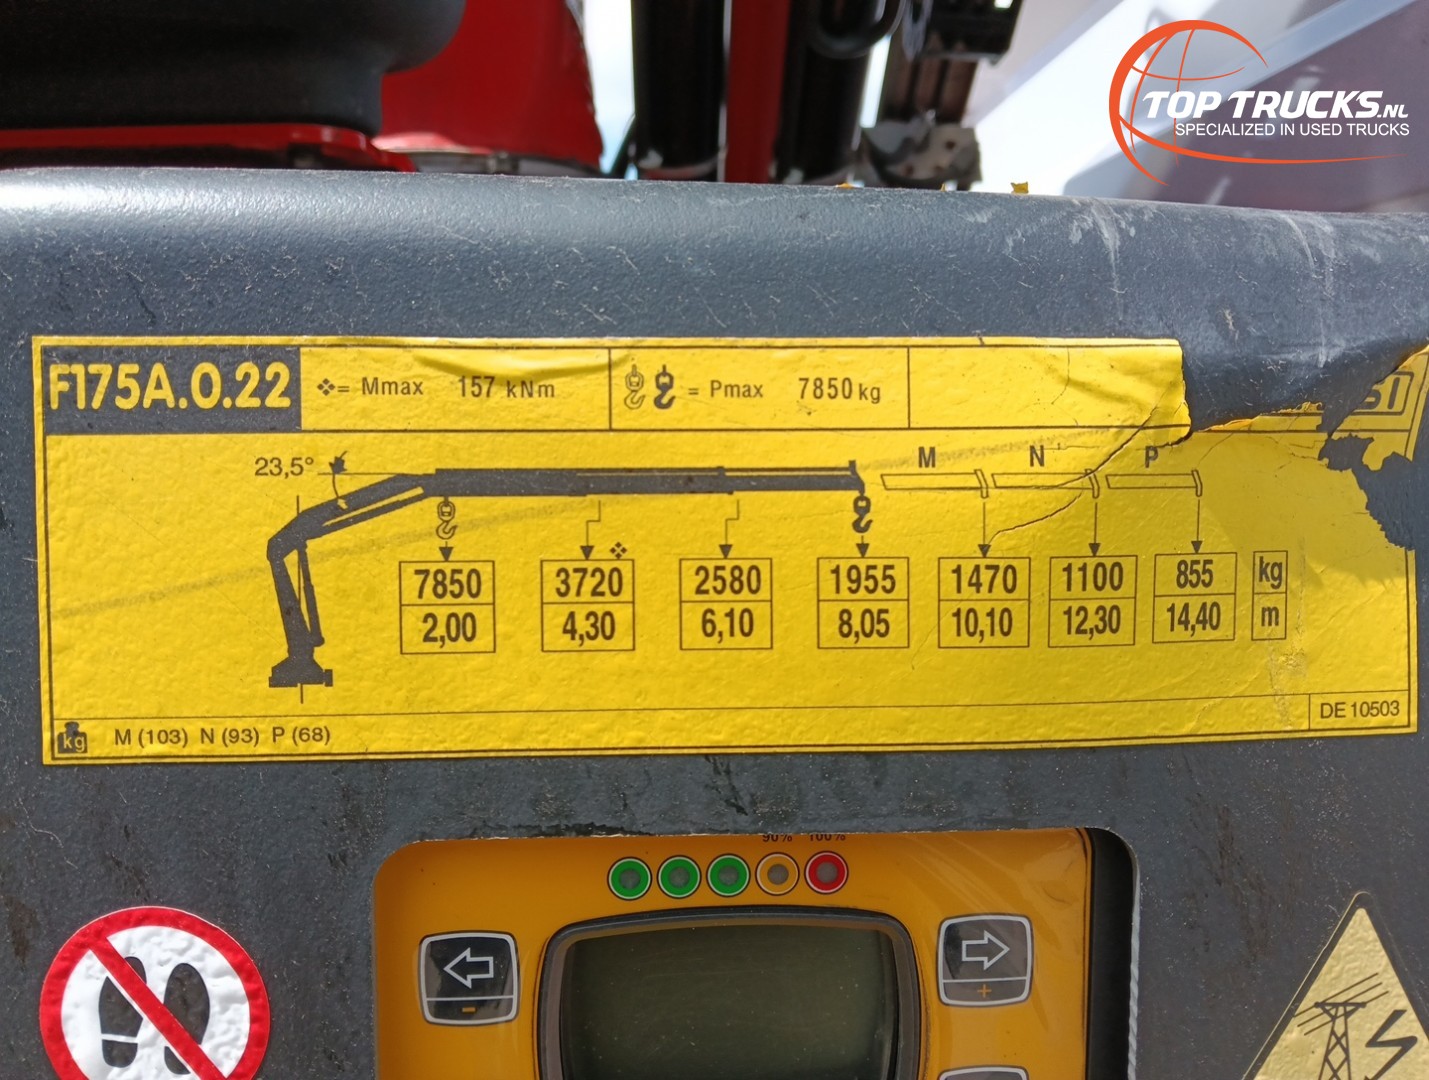 TOP TRUCKS.NL
SPECIALIZED IN USED TRUCKS
F175A.0.22
= Mmax 157 kNm
= Pmax 7850 kg
23,5°
M N P
7850 3720 2580 1955 1470 1100 855 kg
2,00 4,30 6,10 8,05 10,10 12,30 14,40 m
kg M (103) N (93) P (68)
DE 10503
90% 100%
- +